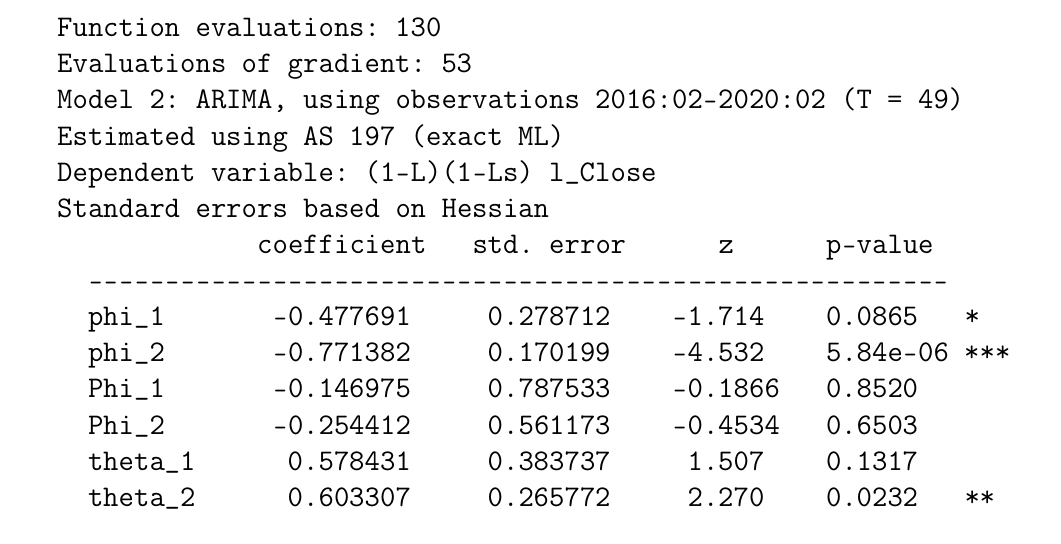 Function evaluations: 130
Evaluations of gradient: 53
Model 2: ARIMA, using observations 2016:02-2020:02 (T = 49)
Estimated using AS 197 (exact ML)
Dependent variable: (1-L)(1-Ls) l_Close
Standard errors based on Hessian
coefficient std. error z p-value
--------------------------------------------------------
phi_1 -0.477691 0.278712 -1.714 0.0865 *
phi_2 -0.771382 0.170199 -4.532 5.84e-06 ***
Phi_1 -0.146975 0.787533 -0.1866 0.8520
Phi_2 -0.254412 0.561173 -0.4534 0.6503
theta_1 0.578431 0.383737 1.507 0.1317
theta_2 0.603307 0.265772 2.270 0.0232 **